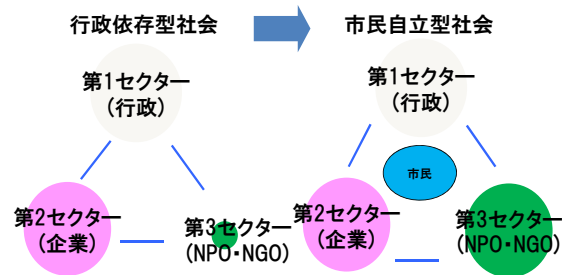 行政依存型社会
市民自立型社会
第1セクター
(行政)
第2セクター
(企業)
第3セクター
(NPO・NGO)
第1セクター
(行政)
市民
第2セクター
(企業)
第3セクター
(NPO・NGO)